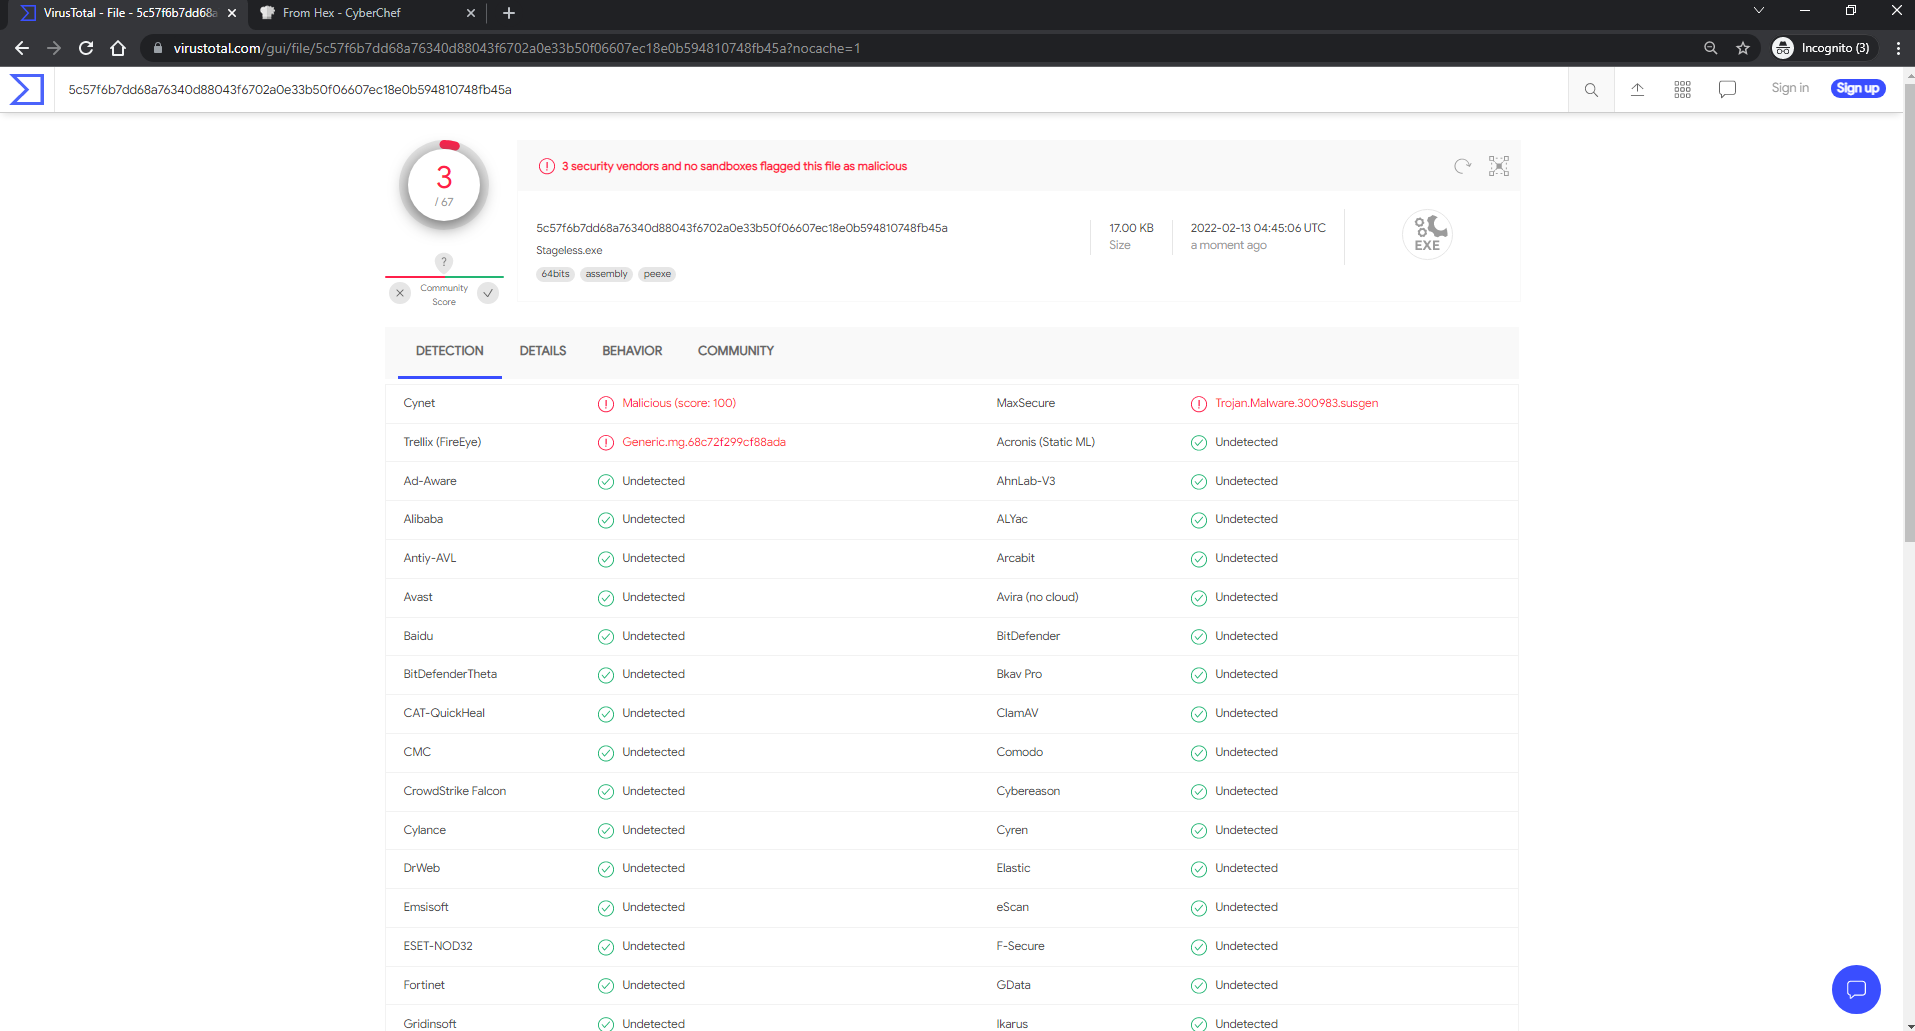 VirusTotal - File - 5c57f6b7dd68a
From Hex - CyberChef
virustotal.com/gui/file/5c57f6b7dd68a76340d88043f6702a0e33b50f06607ec18e0b594810748fb45a?nocache=1
Incognito (3)
5c57f6b7dd68a76340d88043f6702a0e33b50f06607ec18e0b594810748fb45a
Sign in
Sign up
3
/ 67
3 security vendors and no sandboxes flagged this file as malicious
5c57f6b7dd68a76340d88043f6702a0e33b50f06607ec18e0b594810748fb45a
Stageless.exe
64bits assembly peexe
17.00 KB
Size
2022-02-13 04:45:06 UTC
a moment ago
EXE
?
Community
Score
DETECTION DETAILS BEHAVIOR COMMUNITY
Cynet Malicious (score: 100) MaxSecure Trojan.Malware.300983.susgen
Trellix (FireEye) Generic.mg.68c72f299cf88ada Acronis (Static ML) Undetected
Ad-Aware Undetected AhnLab-V3 Undetected
Alibaba Undetected ALYac Undetected
Antiy-AVL Undetected Arcabit Undetected
Avast Undetected Avira (no cloud) Undetected
Baidu Undetected BitDefender Undetected
BitDefenderTheta Undetected Bkav Pro Undetected
CAT-QuickHeal Undetected ClamAV Undetected
CMC Undetected Comodo Undetected
CrowdStrike Falcon Undetected Cybereason Undetected
Cylance Undetected Cyren Undetected
DrWeb Undetected Elastic Undetected
Emsisoft Undetected eScan Undetected
ESET-NOD32 Undetected F-Secure Undetected
Fortinet Undetected GData Undetected
Gridinsoft Undetected Ikarus Undetected